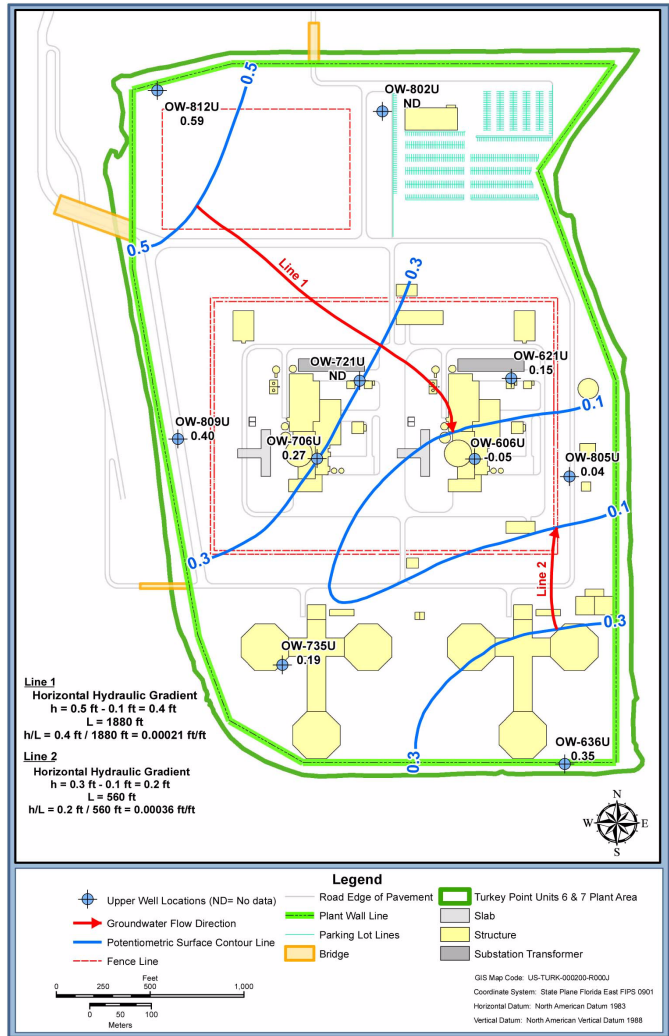 0.5
OW-812U
0.59
OW-802U
ND
0.5
Line 1
0.3
OW-721U
ND
OW-621U
0.15
0.1
OW-809U
0.40
OW-706U
0.27
OW-606U
-0.05
OW-805U
0.04
0.1
0.3
Line 2
0.3
OW-735U
0.19
0.3
OW-636U
0.35
Line 1
Horizontal Hydraulic Gradient
h = 0.5 ft - 0.1 ft = 0.4 ft
L = 1880 ft
h/L = 0.4 ft / 1880 ft = 0.00021 ft/ft
Line 2
Horizontal Hydraulic Gradient
h = 0.3 ft - 0.1 ft = 0.2 ft
L = 560 ft
h/L = 0.2 ft / 560 ft = 0.00036 ft/ft
N
W E
S
Legend
Upper Well Locations (ND= No data)
Groundwater Flow Direction
Potentiometric Surface Contour Line
Fence Line
Road Edge of Pavement
Plant Wall Line
Parking Lot Lines
Bridge
Turkey Point Units 6 & 7 Plant Area
Slab
Structure
Substation Transformer
Feet
0 250 500 1,000
0 50 100
Meters
GIS Map Code: US-TURK-000200-R000J
Coordinate System: State Plane Florida East FIPS 0901
Horizontal Datum: North American Datum 1983
Vertical Datum: North American Vertical Datum 1988